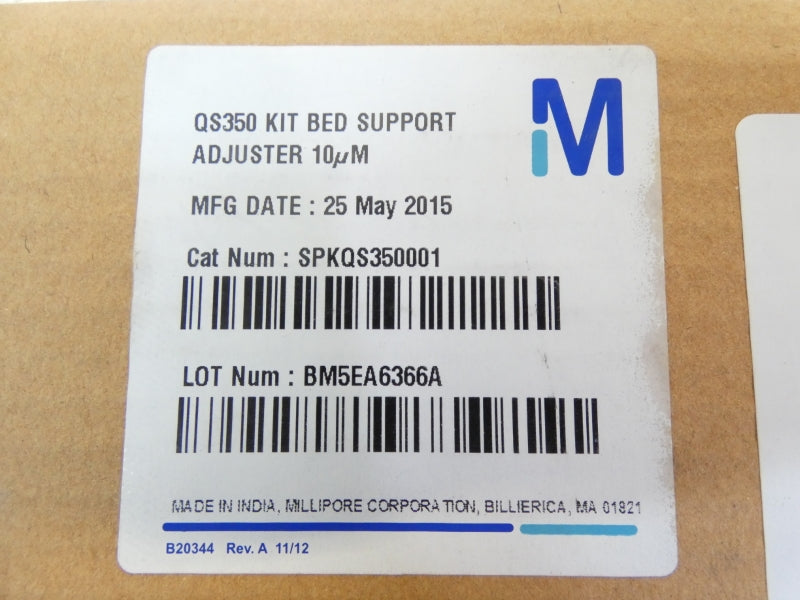 QS350 KIT BED SUPPORT
ADJUSTER 10µM
M
MFG DATE : 25 May 2015
Cat Num : SPKQS350001
LOT Num : BM5EA6366A
MADE IN INDIA, MILLIPORE CORPORATION, BILLIERICA, MA 01821
B20344 Rev. A 11/12